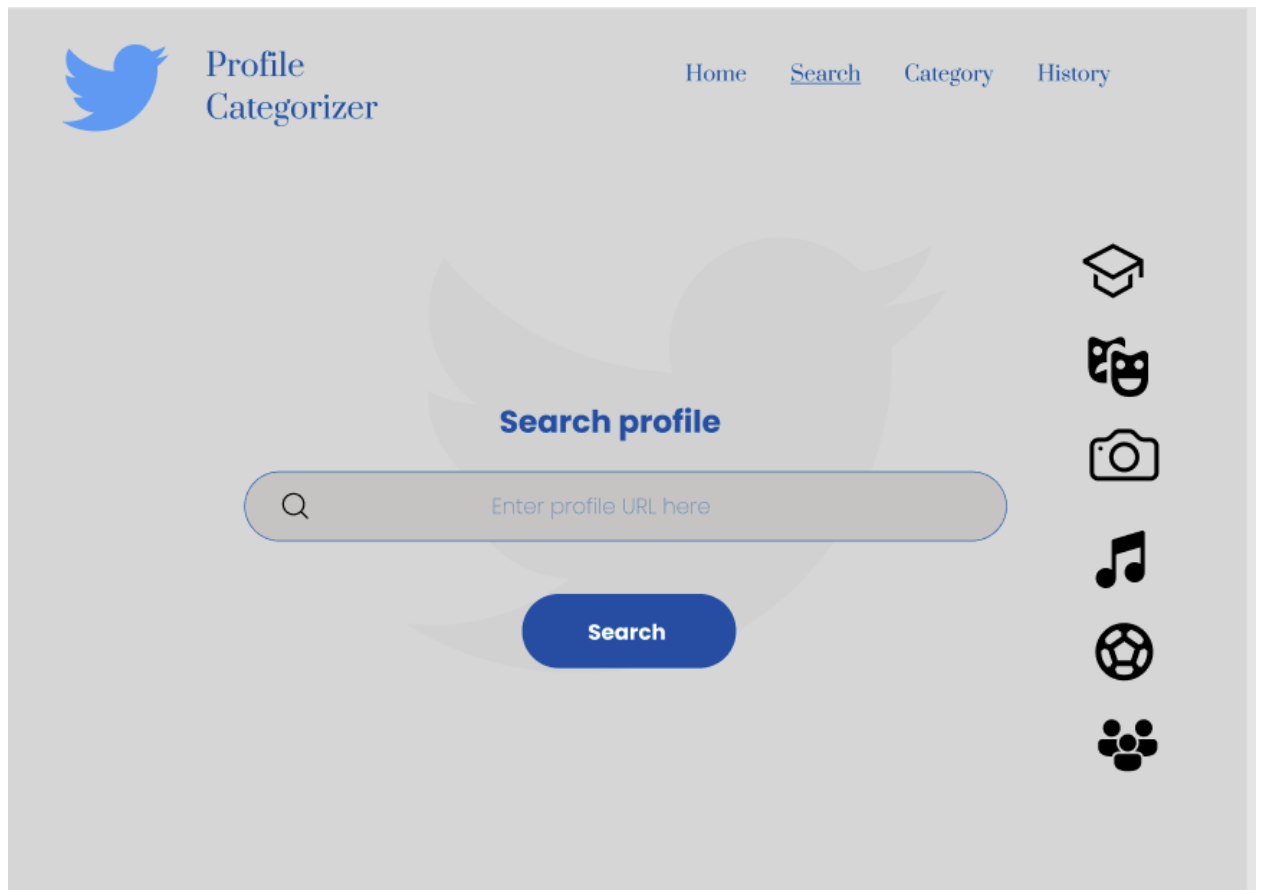 Profile
Categorizer
Home Search Category History
Search profile
Enter profile URL here
Search